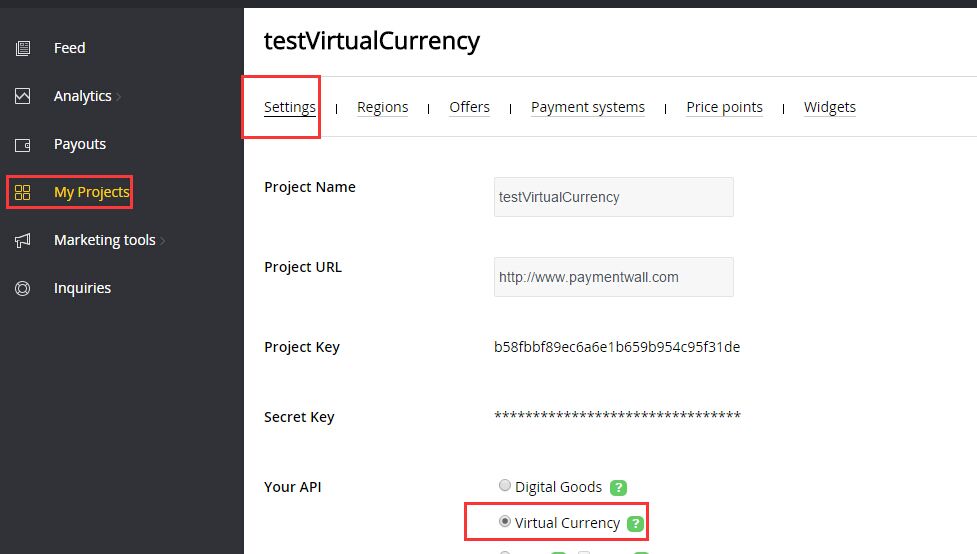 Feed
Analytics
Payouts
My Projects
Marketing tools
Inquiries
testVirtualCurrency
Settings | Regions | Offers | Payment systems | Price points | Widgets
Project Name testVirtualCurrency
Project URL http://www.paymentwall.com
Project Key b58fbbf89ec6a6e1b659b954c95f31de
Secret Key ********************************
Your API Digital Goods ?
Virtual Currency ?